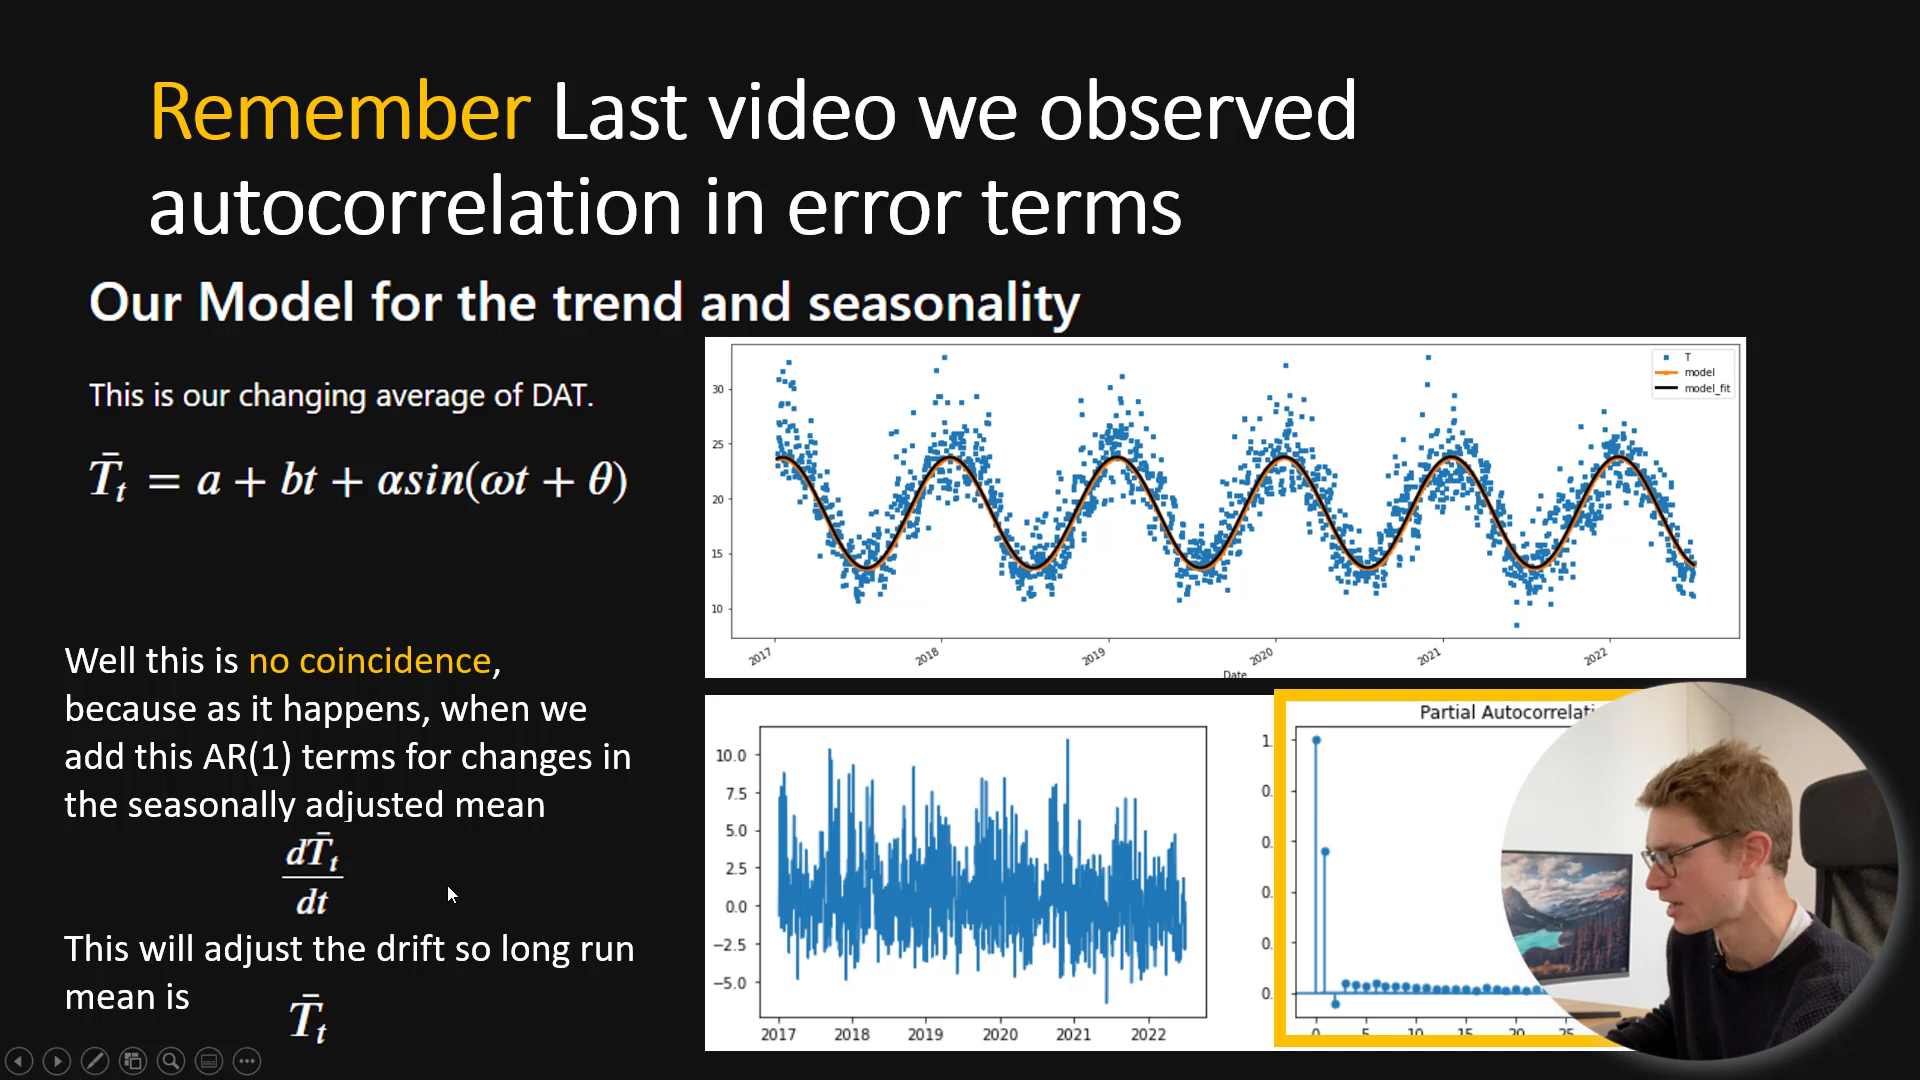 Remember Last video we observed
autocorrelation in error terms
Our Model for the trend and seasonality
This is our changing average of DAT.
T̄t = a + bt + αsin(ωt + θ)
Well this is no coincidence,
because as it happens, when we
add this AR(1) terms for changes in
the seasonally adjusted mean
dT̄t
dt
This will adjust the drift so long run
mean is
T̄t
T
model
model_fit
30
25
20
15
10
2017 2018 2019 2020 2021 2022
Date
10.0
7.5
5.0
2.5
0.0
−2.5
−5.0
2017 2018 2019 2020 2021 2022
Partial
1.
0.
0.
0.
0.
0.
0 5 10 15 20 25